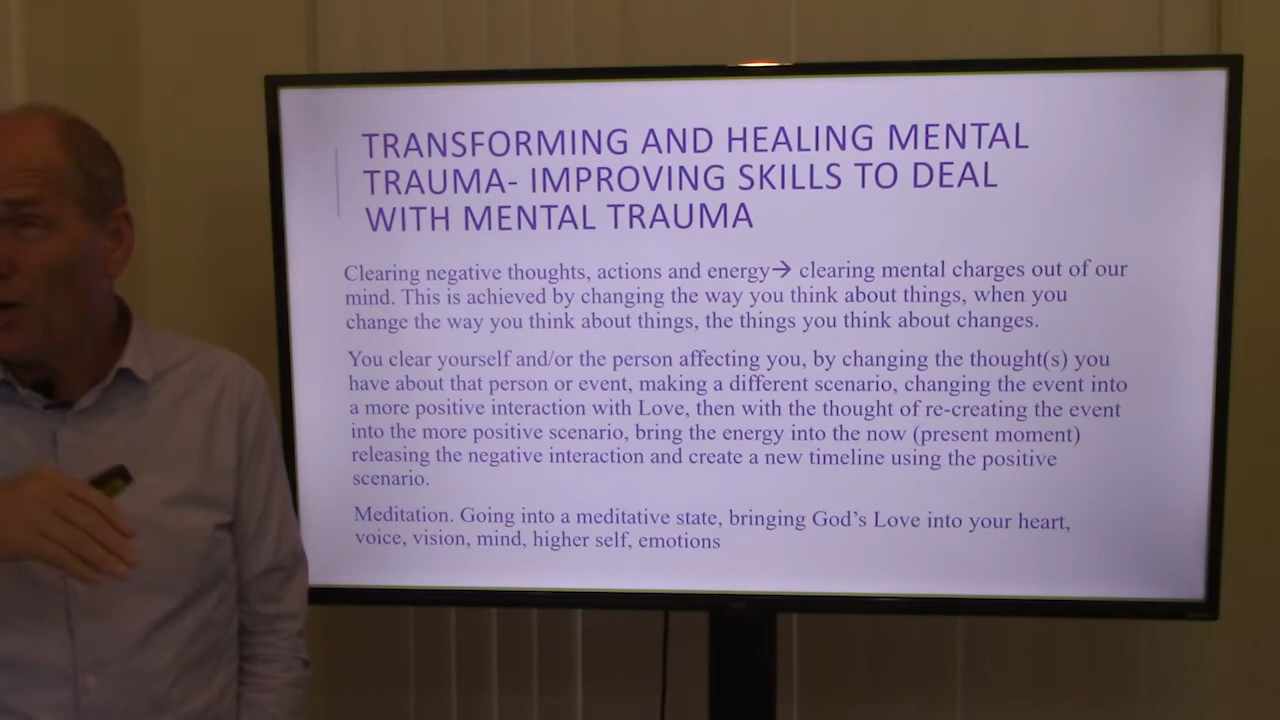 TRANSFORMING AND HEALING MENTAL
TRAUMA- IMPROVING SKILLS TO DEAL
WITH MENTAL TRAUMA
Clearing negative thoughts, actions and energy→ clearing mental charges out of our
mind. This is achieved by changing the way you think about things, when you
change the way you think about things, the things you think about changes.
You clear yourself and/or the person affecting you, by changing the thought(s) you
have about that person or event, making a different scenario, changing the event into
a more positive interaction with Love, then with the thought of re-creating the event
into the more positive scenario, bring the energy into the now (present moment)
releasing the negative interaction and create a new timeline using the positive
scenario.
Meditation. Going into a meditative state, bringing God's Love into your heart,
voice, vision, mind, higher self, emotions